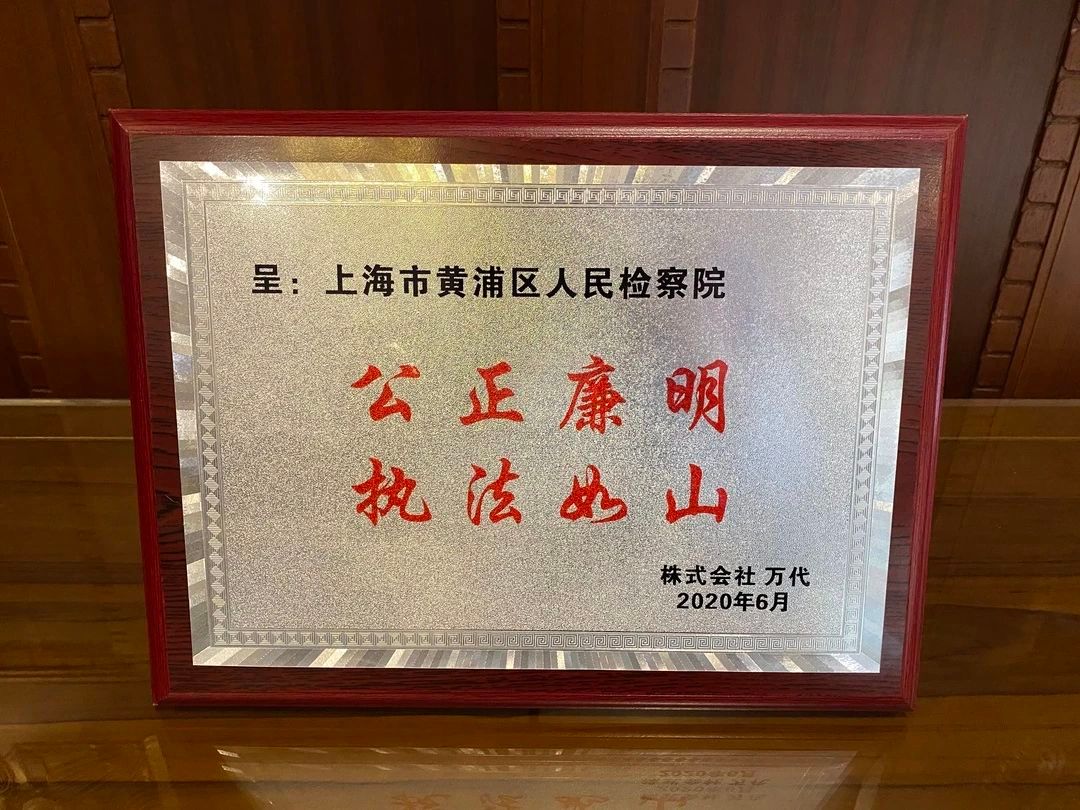 呈：上海市黄浦区人民检察院
公正廉明
执法如山
株式会社 万代
2020年6月